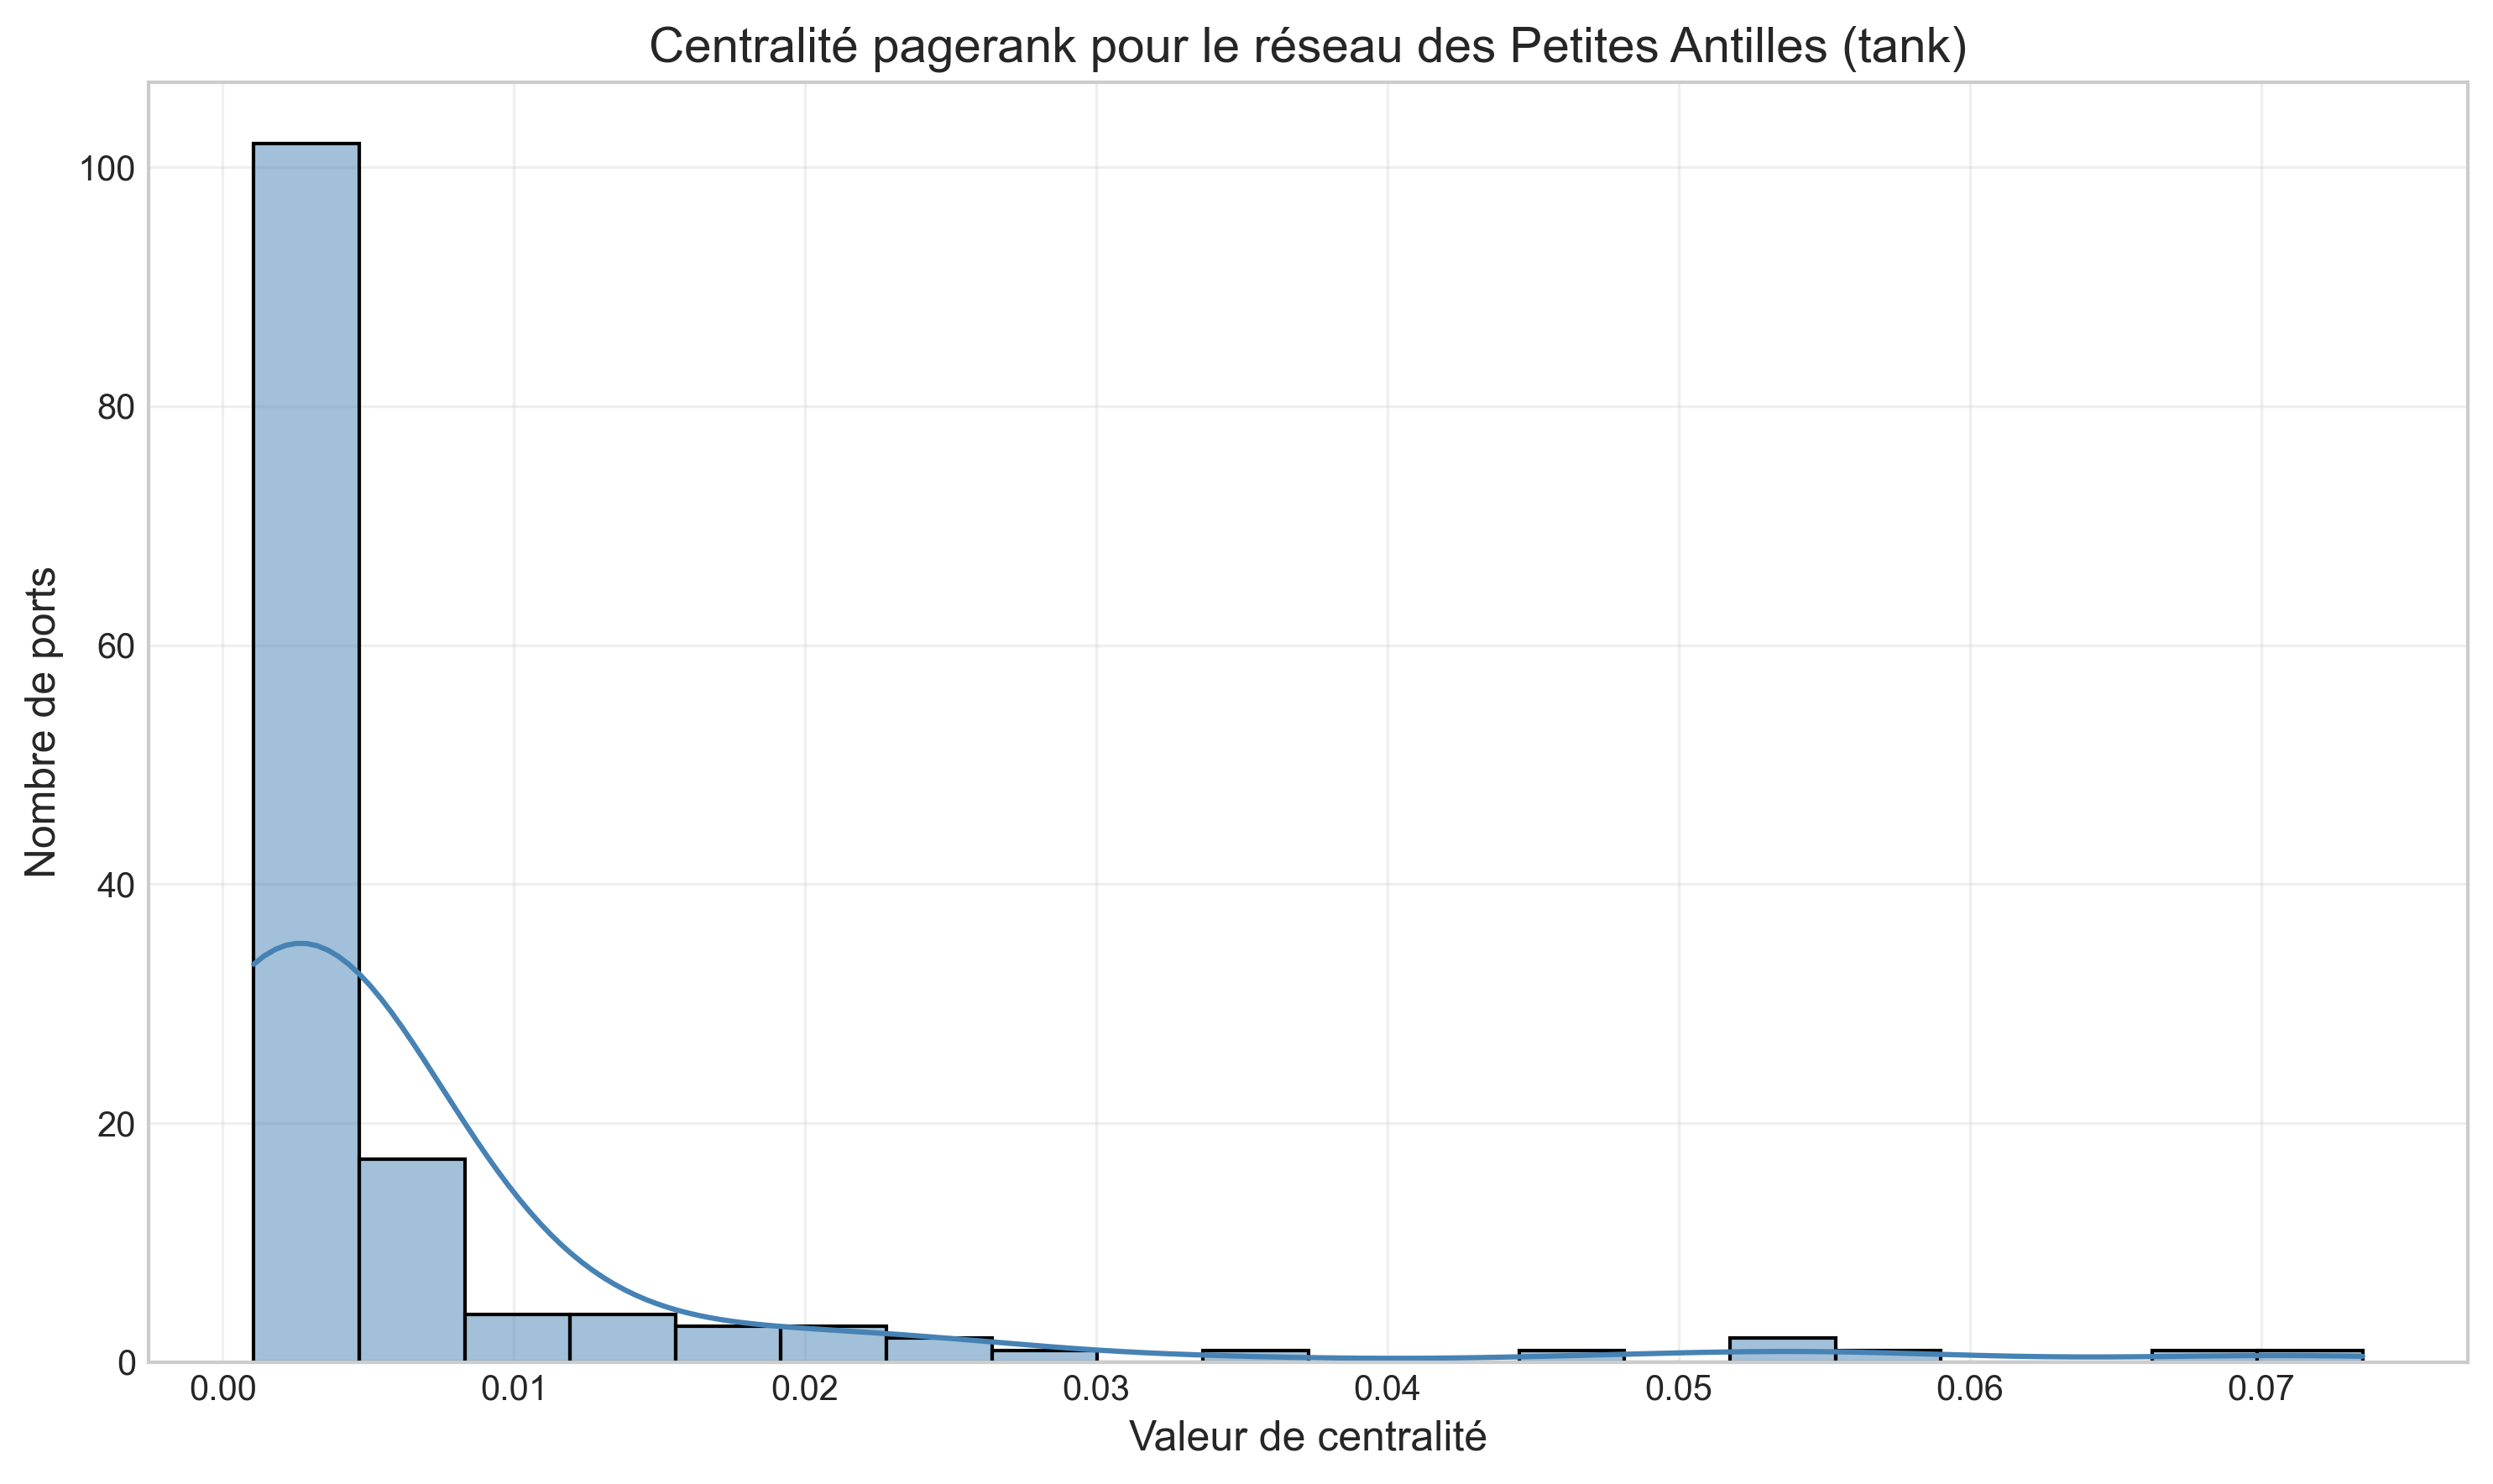 Centralité pagerank pour le réseau des Petites Antilles (tank)
Nombre de ports
100
80
60
40
20
0
0.00 0.01 0.02 0.03 0.04 0.05 0.06 0.07
Valeur de centralité